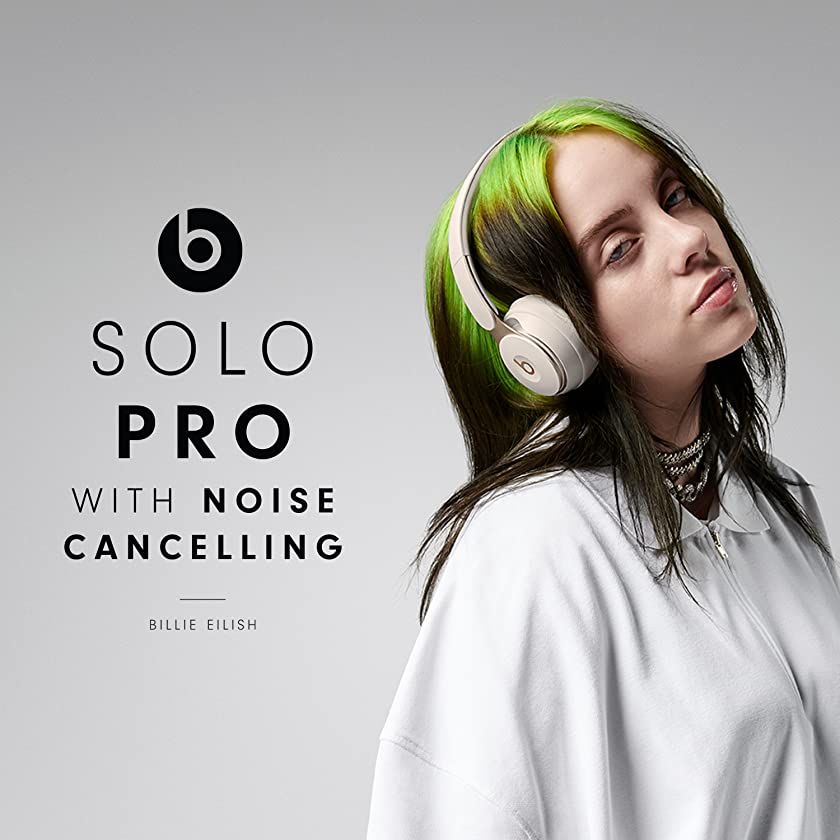 b
SOLO
PRO
WITH NOISE
CANCELLING
BILLIE EILISH
b